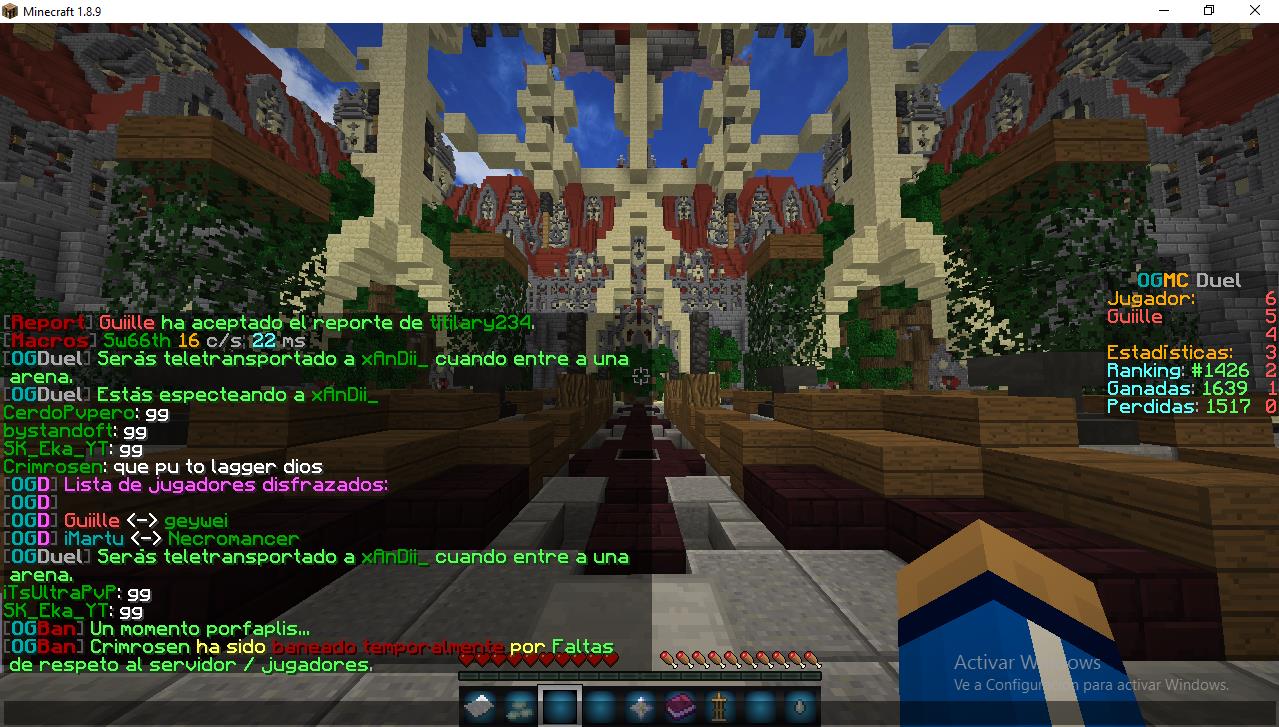 Minecraft 1.8.9
[Report] Guiille ha aceptado el reporte de titilary234.
[Macros] Sw66th 16 c/s 22 ms
[OGDuel] Serás teletransportado a xAnDii_ cuando entre a una
arena.
[OGDuel] Estás especteando a xAnDii_
CerdoPvpero: gg
bystandoft: gg
SK_Eka_YT: gg
Crimrosen: que pu to lagger dios
[OGD] Lista de jugadores disfrazados:
[OGD]
[OGD] Guiille <-> geywei
[OGD] iMartu <-> Necromancer
[OGDuel] Serás teletransportado a xAnDii_ cuando entre a una
arena.
iTsUltraPvP: gg
SK_Eka_YT: gg
[OGBan] Un momento porfaplis...
[OGBan] Crimrosen ha sido baneado temporalmente por Faltas
de respeto al servidor / jugadores.
OGMC Duel
Jugador: 6
Guiille 5
4
Estadísticas: 3
Ranking: #1426 2
Ganadas: 1639 1
Perdidas: 1517 0
Activar Windows
Ve a Configuración para activar Windows.